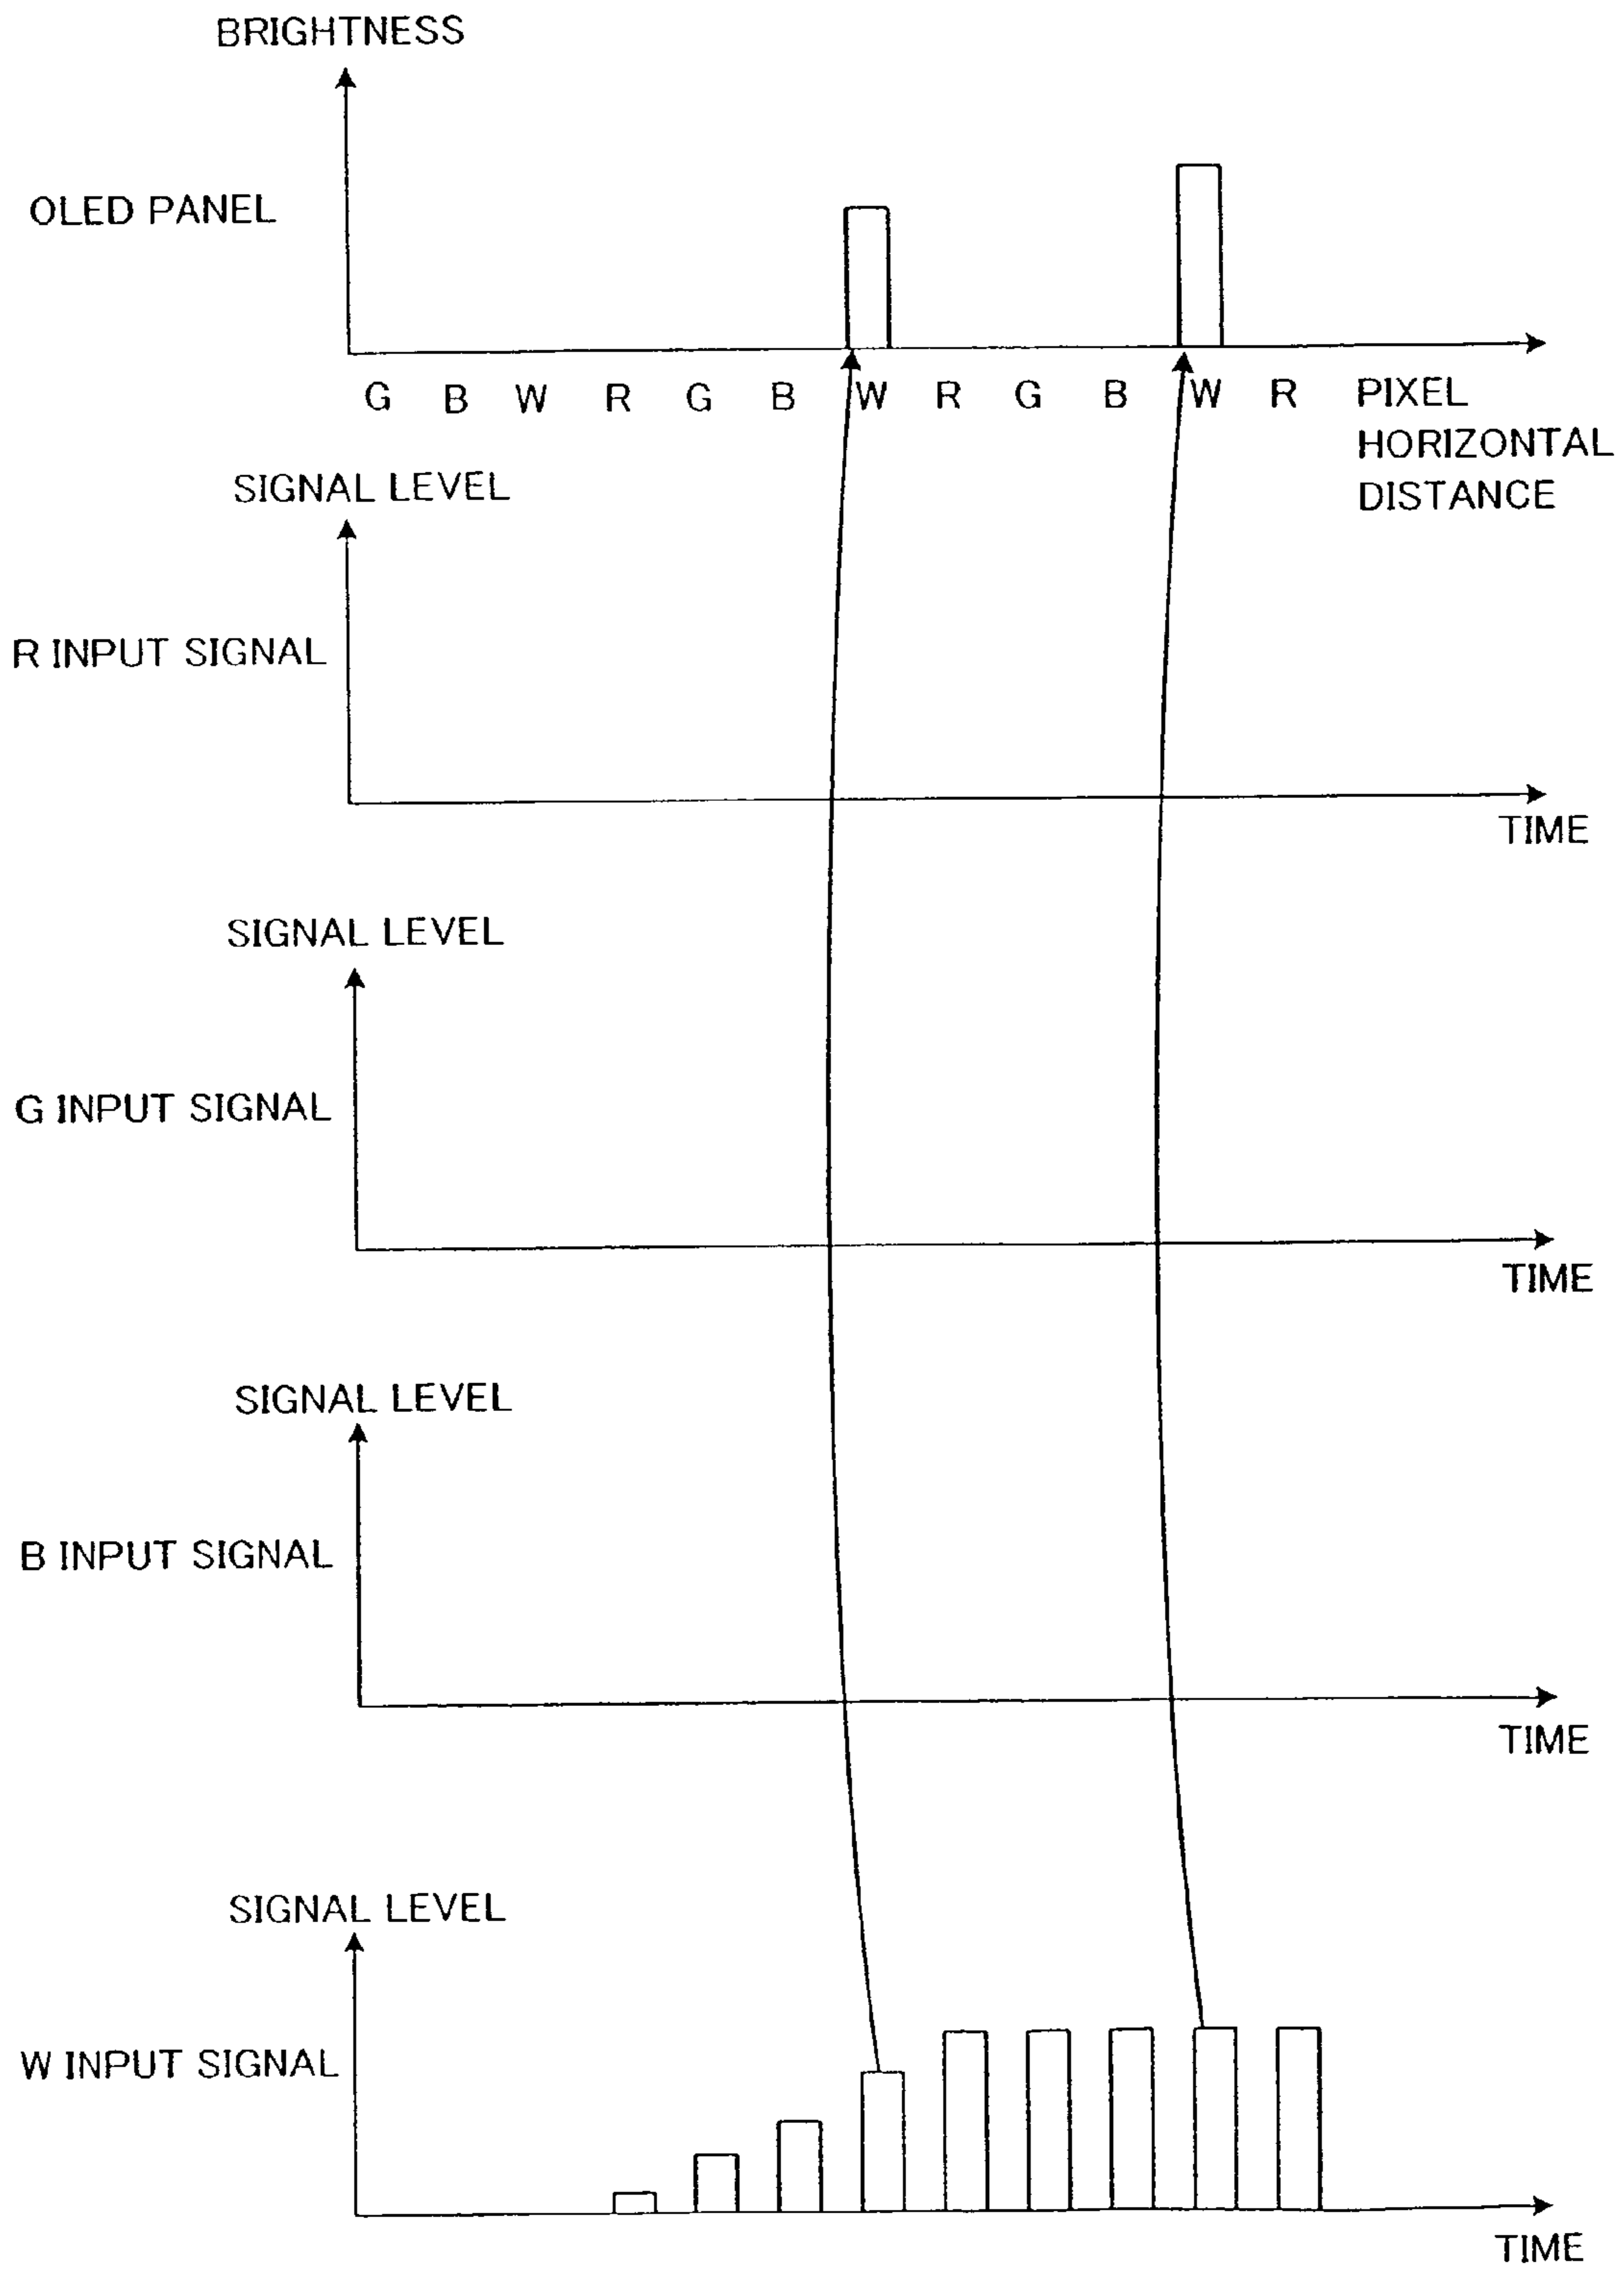 BRIGHTNESS
OLED PANEL
G B W R G B W R G B W R PIXEL
HORIZONTAL
DISTANCE
SIGNAL LEVEL
R INPUT SIGNAL
TIME
SIGNAL LEVEL
G INPUT SIGNAL
TIME
SIGNAL LEVEL
B INPUT SIGNAL
TIME
SIGNAL LEVEL
W INPUT SIGNAL
TIME